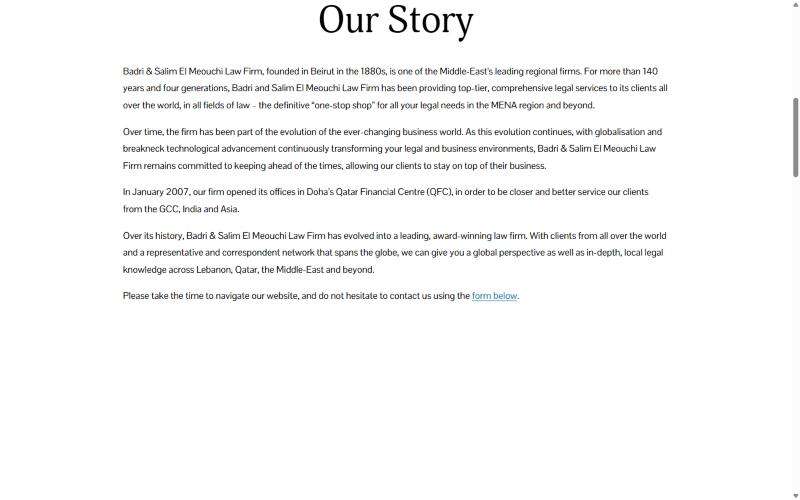 Our Story
Badri & Salim El Meouchi Law Firm, founded in Beirut in the 1880s, is one of the Middle-East's leading regional firms. For more than 140
years and four generations, Badri and Salim El Meouchi Law Firm has been providing top-tier, comprehensive legal services to its clients all
over the world, in all fields of law – the definitive “one-stop shop” for all your legal needs in the MENA region and beyond.
Over time, the firm has been part of the evolution of the ever-changing business world. As this evolution continues, with globalisation and
breakneck technological advancement continuously transforming your legal and business environments, Badri & Salim El Meouchi Law
Firm remains committed to keeping ahead of the times, allowing our clients to stay on top of their business.
In January 2007, our firm opened its offices in Doha's Qatar Financial Centre (QFC), in order to be closer and better service our clients
from the GCC, India and Asia.
Over its history, Badri & Salim El Meouchi Law Firm has evolved into a leading, award-winning law firm. With clients from all over the world
and a representative and correspondent network that spans the globe, we can give you a global perspective as well as in-depth, local legal
knowledge across Lebanon, Qatar, the Middle-East and beyond.
Please take the time to navigate our website, and do not hesitate to contact us using the form below.